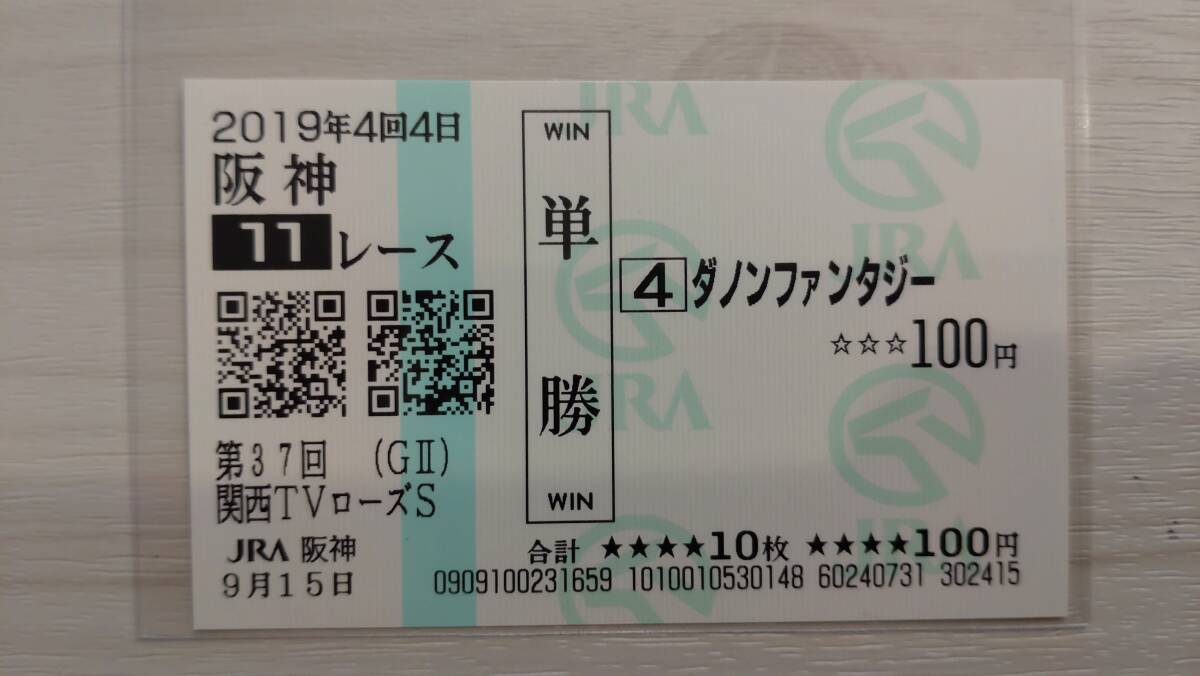 2019年4回4日
阪神
11レース
第37回 (GⅡ)
関西TVローズS
JRA 阪神
9月15日
WIN
単勝
WIN
4 ダノンファンタジー
☆☆☆100円
合計 ★★★★10枚 ★★★★100円
0909100231659 1010010530148 60240731 302415
JRA
JRA
JRA
JRA